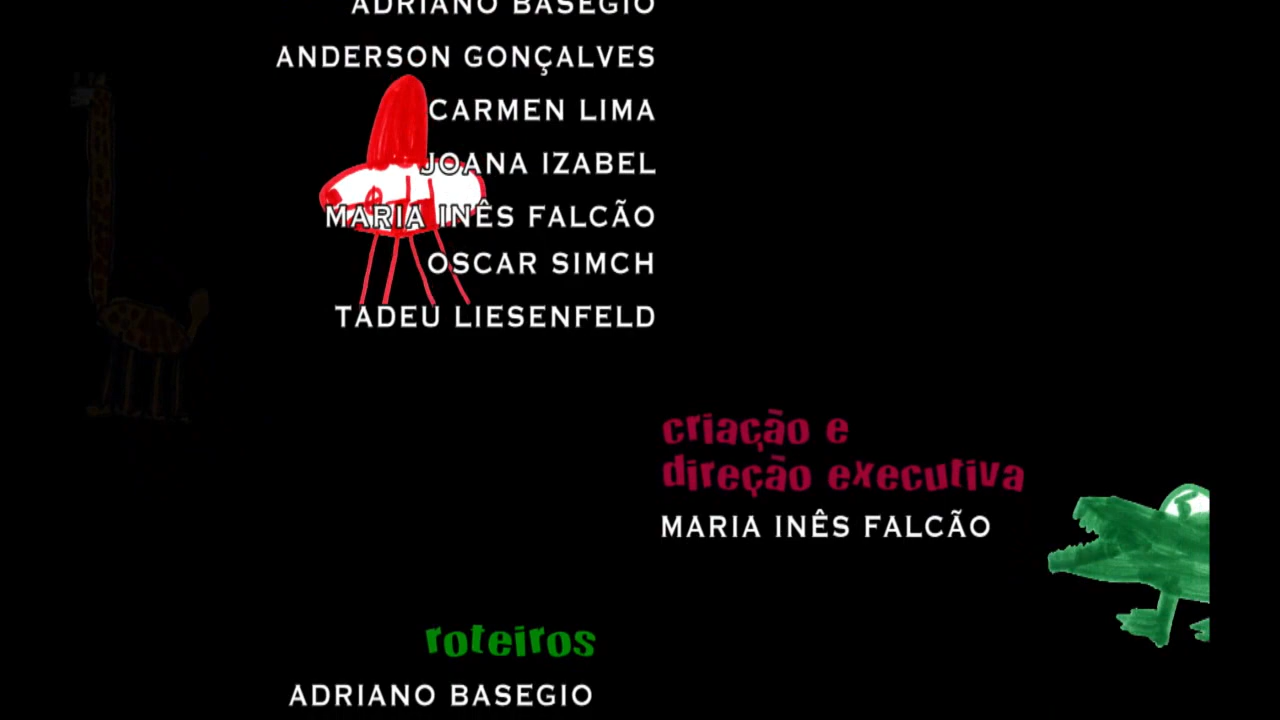 ADRIANO BASEGIO
ANDERSON GONÇALVES
CARMEN LIMA
JOANA IZABEL
MARIA INÊS FALCÃO
OSCAR SIMCH
TADEU LIESENFELD
criação e
direção executiva
MARIA INÊS FALCÃO
roteiros
ADRIANO BASEGIO